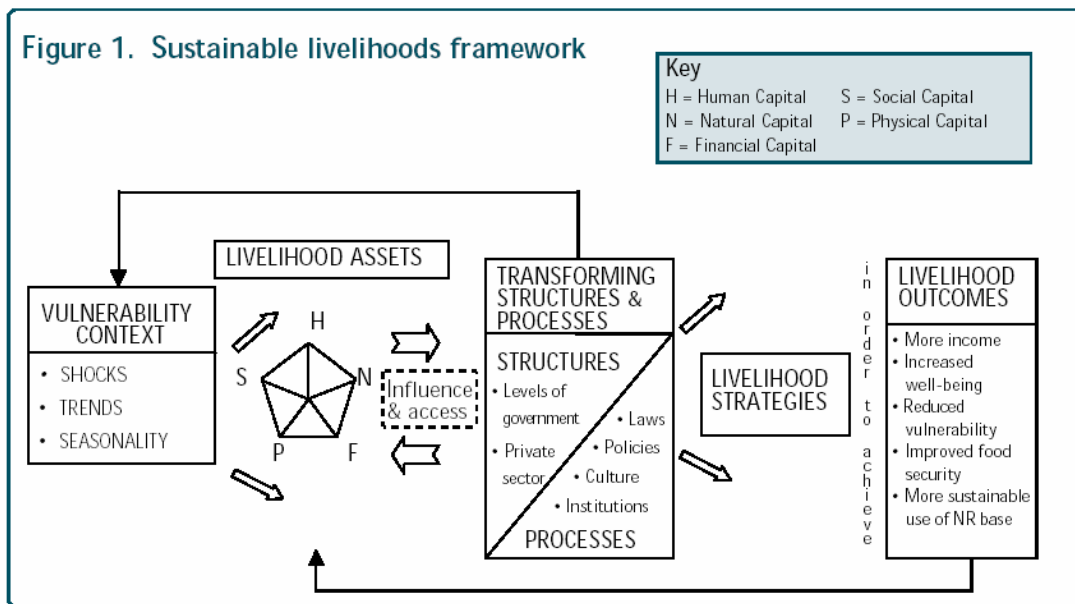 Figure 1. Sustainable livelihoods framework
Key
H = Human Capital S = Social Capital
N = Natural Capital P = Physical Capital
F = Financial Capital
LIVELIHOOD ASSETS
VULNERABILITY
CONTEXT
• SHOCKS
• TRENDS
• SEASONALITY
H
S
N
P
F
Influence
& access
TRANSFORMING
STRUCTURES &
PROCESSES
STRUCTURES
• Levels of
government
• Private
sector
• Laws
• Policies
• Culture
• Institutions
PROCESSES
LIVELIHOOD
STRATEGIES
in order to achieve
LIVELIHOOD
OUTCOMES
• More income
• Increased
well-being
• Reduced
vulnerability
• Improved food
security
• More sustainable
use of NR base